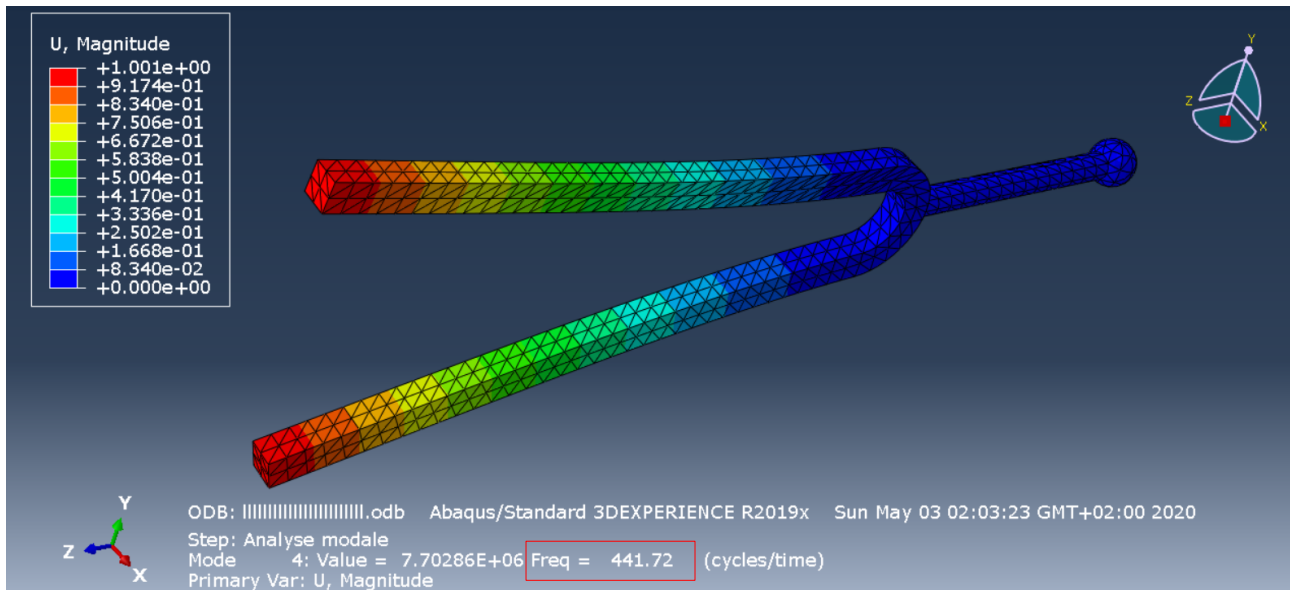 U, Magnitude
+1.001e+00
+9.174e-01
+8.340e-01
+7.506e-01
+6.672e-01
+5.838e-01
+5.004e-01
+4.170e-01
+3.336e-01
+2.502e-01
+1.668e-01
+8.340e-02
+0.000e+00
Y
Z
X
Y
Z
X
ODB: .odb Abaqus/Standard 3DEXPERIENCE R2019x Sun May 03 02:03:23 GMT+02:00 2020
Step: Analyse modale
Mode 4: Value = 7.70286E+06 Freq = 441.72 (cycles/time)
Primary Var: U, Magnitude